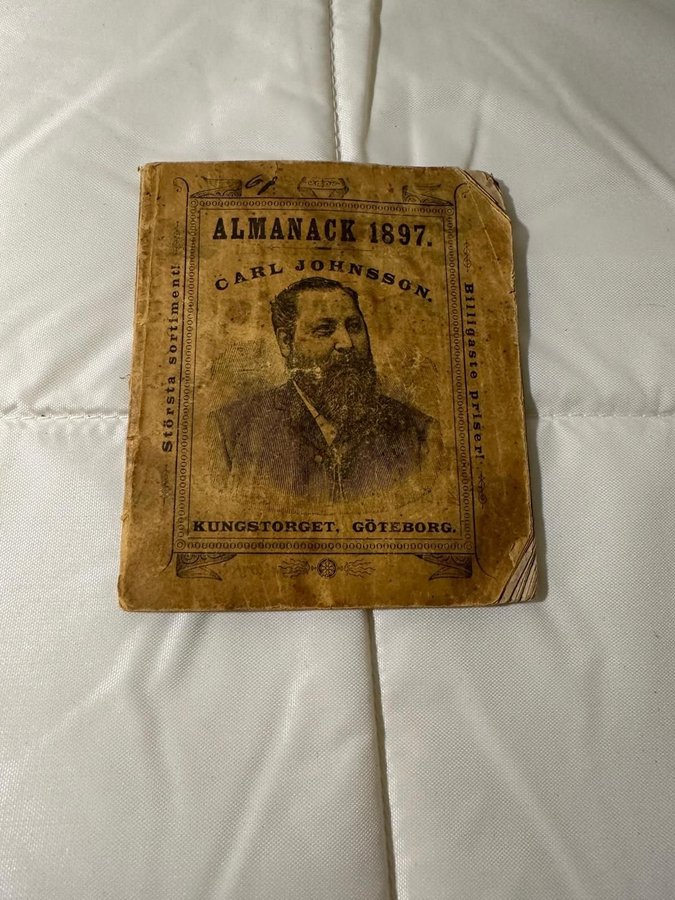 ALMANACK 1897.
CARL JOHNSSON.
Största sortiment!
Billigaste priser!
KUNGSTORGET, GÖTEBORG.